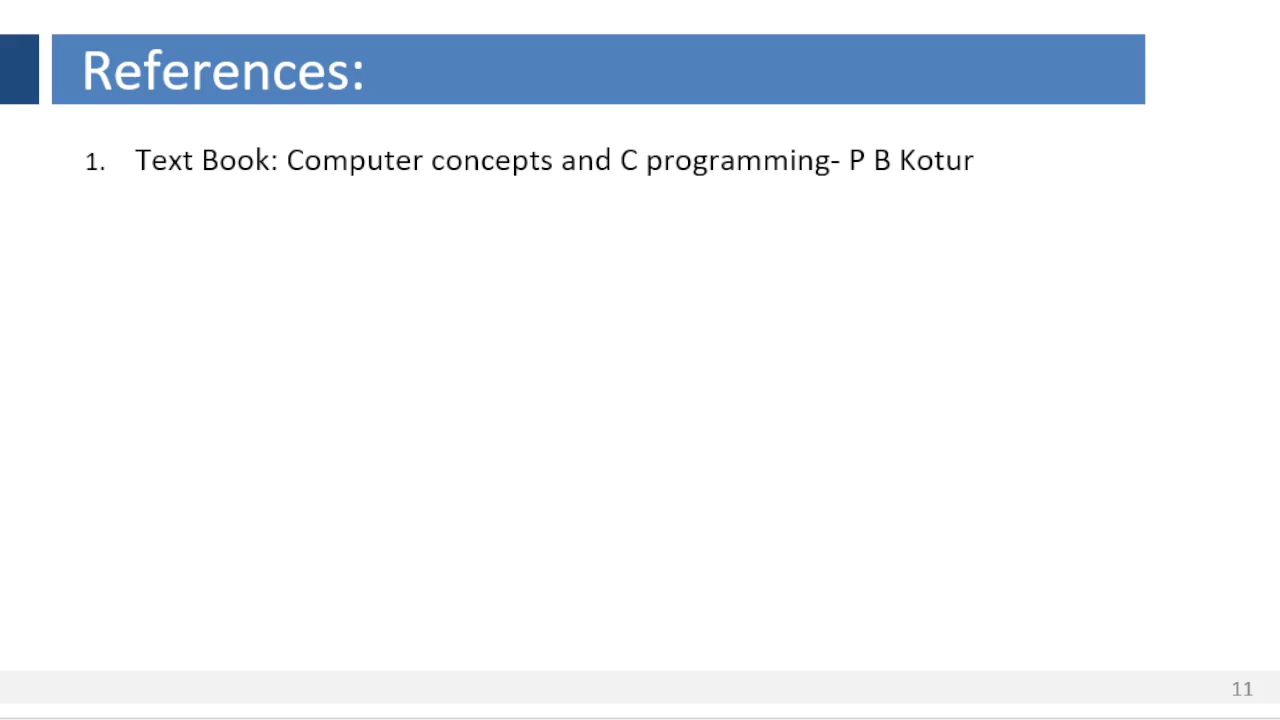 References:
1. Text Book: Computer concepts and C programming- P B Kotur
11